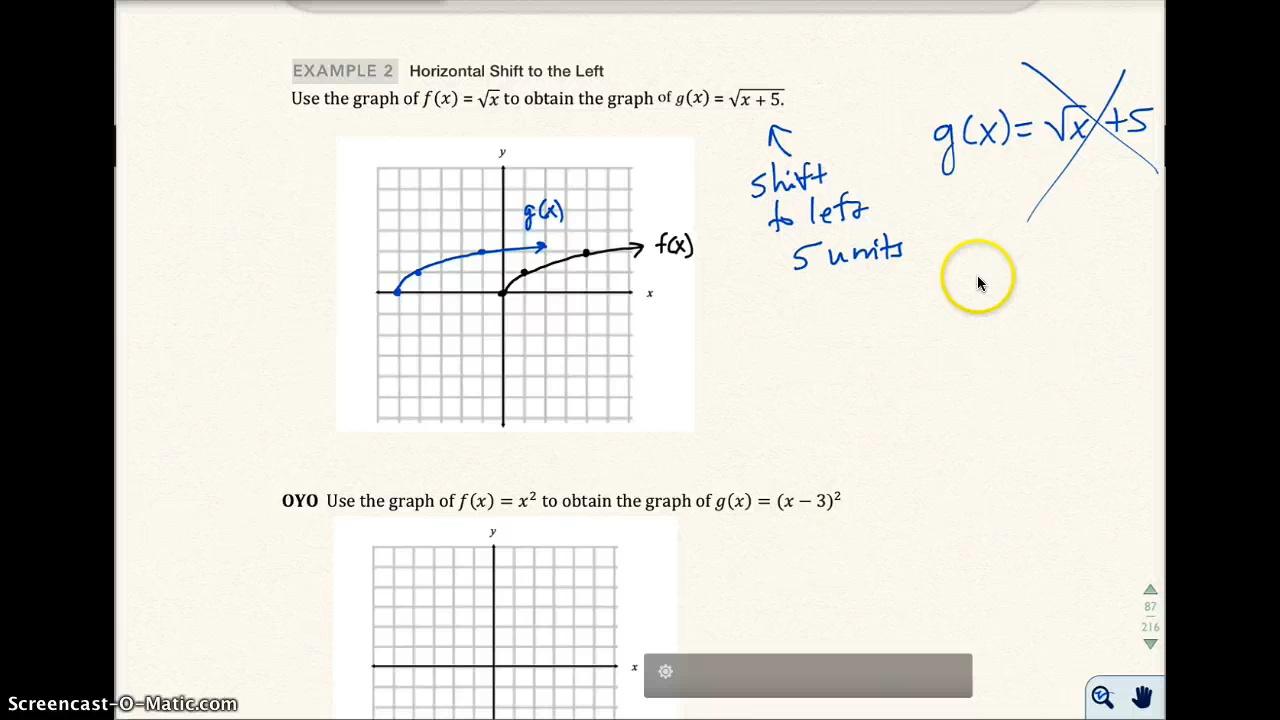 EXAMPLE 2 Horizontal Shift to the Left
Use the graph of f(x) = √x to obtain the graph of g(x) = √(x + 5).
g(x) = √x + 5
shift
to left
5 units
y
g(x)
f(x)
x
OYO Use the graph of f(x) = x² to obtain the graph of g(x) = (x − 3)²
y
x
87
216
Screencast-O-Matic.com